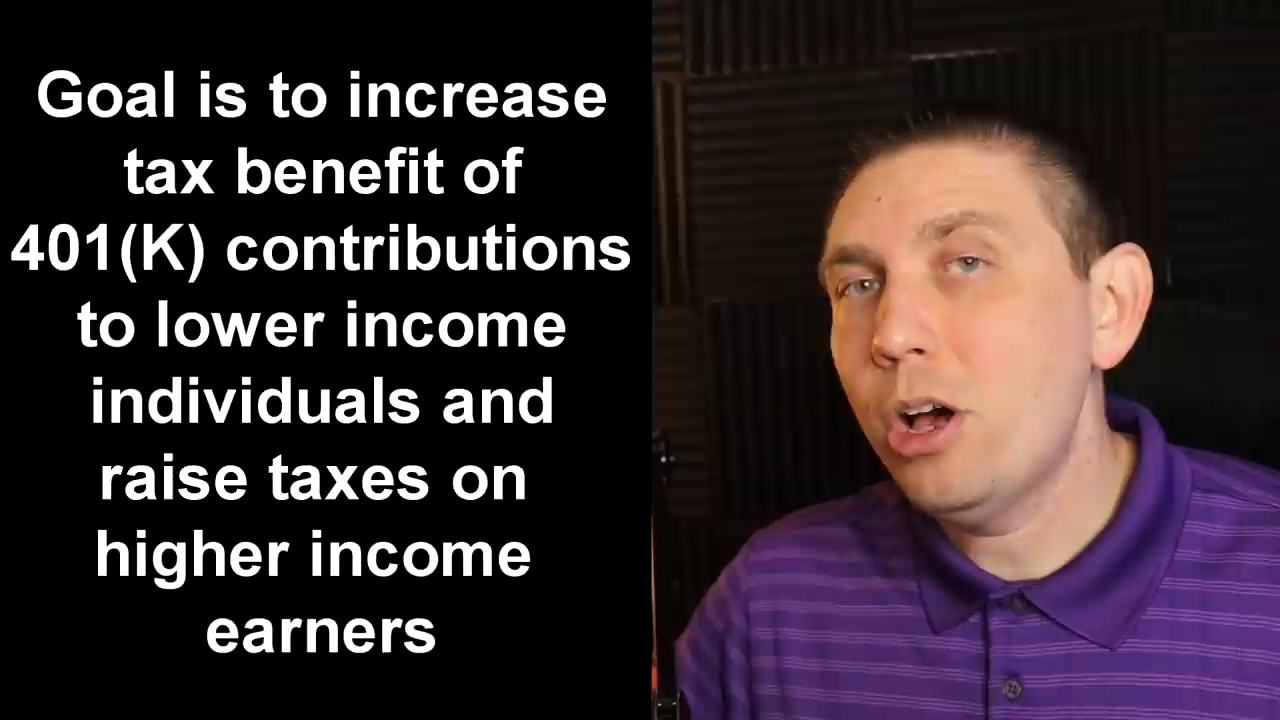 Goal is to increase
tax benefit of
401(K) contributions
to lower income
individuals and
raise taxes on
higher income
earners